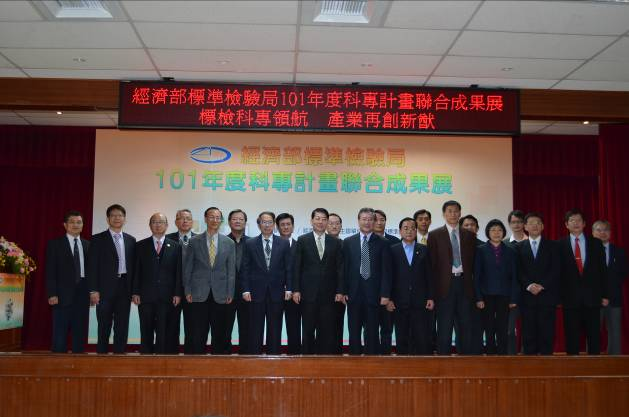 經濟部標準檢驗局101年度科專計畫聯合成果展
標檢科專領航　產業再創新猷
經濟部標準檢驗局
101年度科專計畫聯合成果展